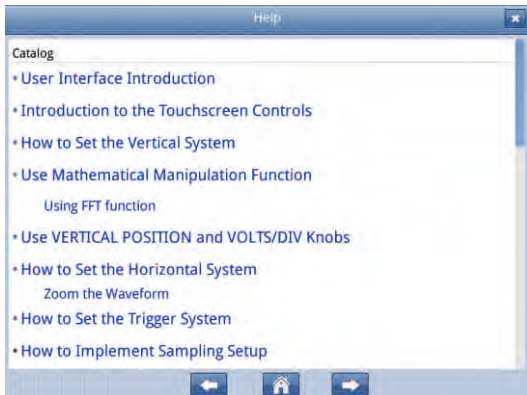 Help
Catalog
• User Interface Introduction
• Introduction to the Touchscreen Controls
• How to Set the Vertical System
• Use Mathematical Manipulation Function
Using FFT function
• Use VERTICAL POSITION and VOLTS/DIV Knobs
• How to Set the Horizontal System
Zoom the Waveform
• How to Set the Trigger System
• How to Implement Sampling Setup